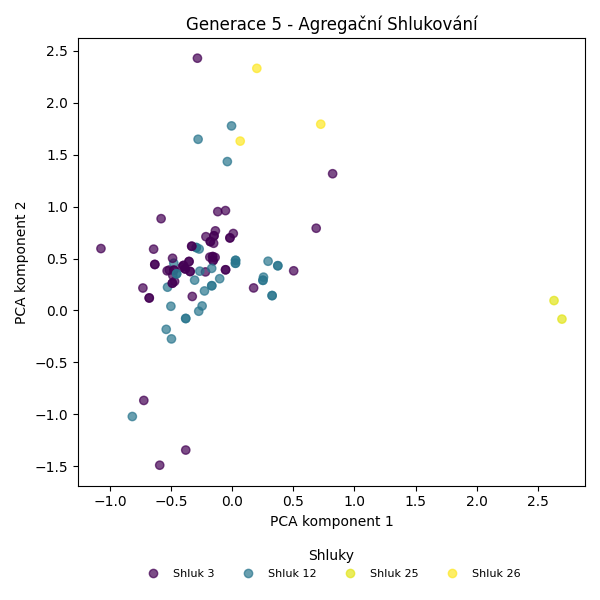 Generace 5 - Agregační Shlukování
PCA komponent 2
2.5
2.0
1.5
1.0
0.5
0.0
−0.5
−1.0
−1.5
−1.0
−0.5
0.0
0.5
1.0
1.5
2.0
2.5
PCA komponent 1
Shluky
Shluk 3
Shluk 12
Shluk 25
Shluk 26